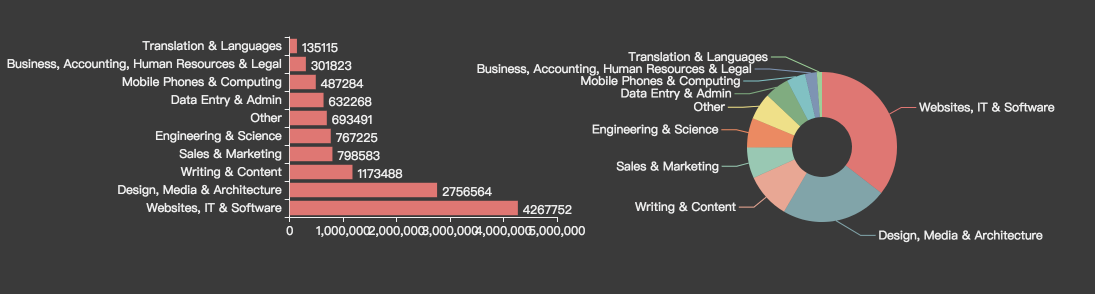 Translation & Languages 135115
Business, Accounting, Human Resources & Legal 301823
Mobile Phones & Computing 487284
Data Entry & Admin 632268
Other 693491
Engineering & Science 767225
Sales & Marketing 798583
Writing & Content 1173488
Design, Media & Architecture 2756564
Websites, IT & Software 4267752
0 1,000,000 2,000,000 3,000,000 4,000,000 5,000,000
Translation & Languages
Business, Accounting, Human Resources & Legal
Mobile Phones & Computing
Data Entry & Admin
Other
Websites, IT & Software
Engineering & Science
Sales & Marketing
Writing & Content
Design, Media & Architecture